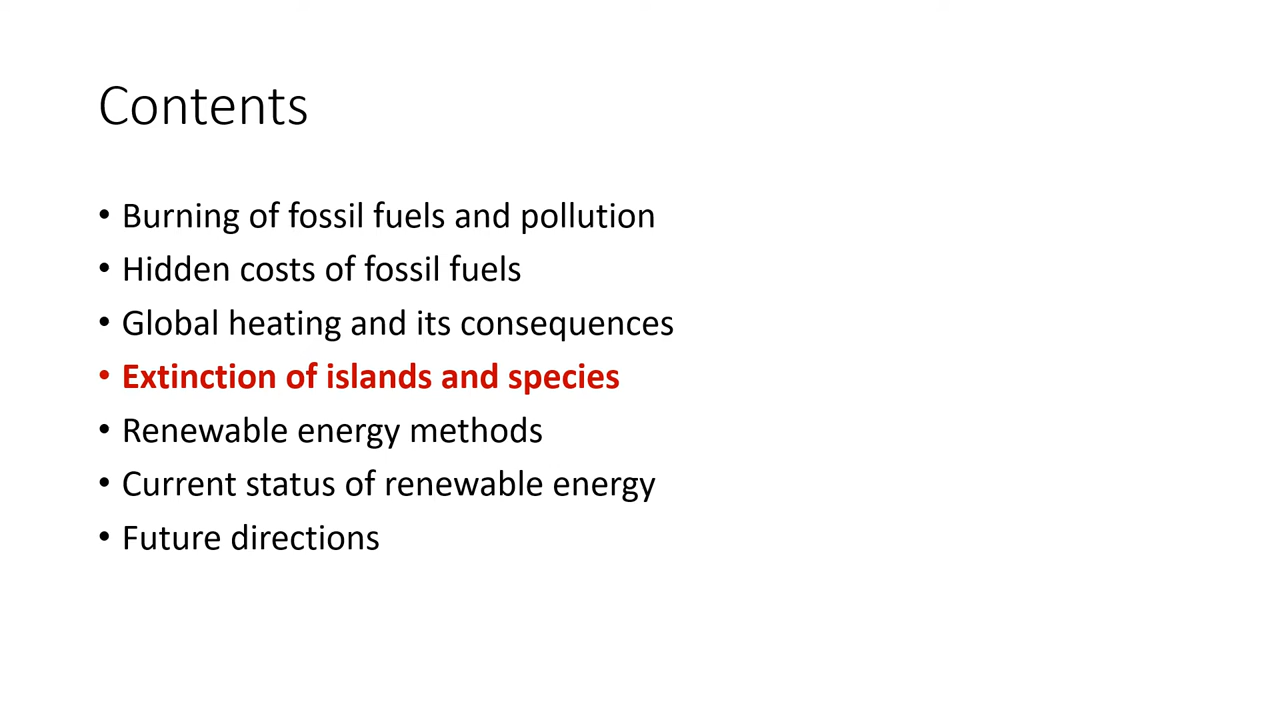 Contents
• Burning of fossil fuels and pollution
• Hidden costs of fossil fuels
• Global heating and its consequences
• Extinction of islands and species
• Renewable energy methods
• Current status of renewable energy
• Future directions